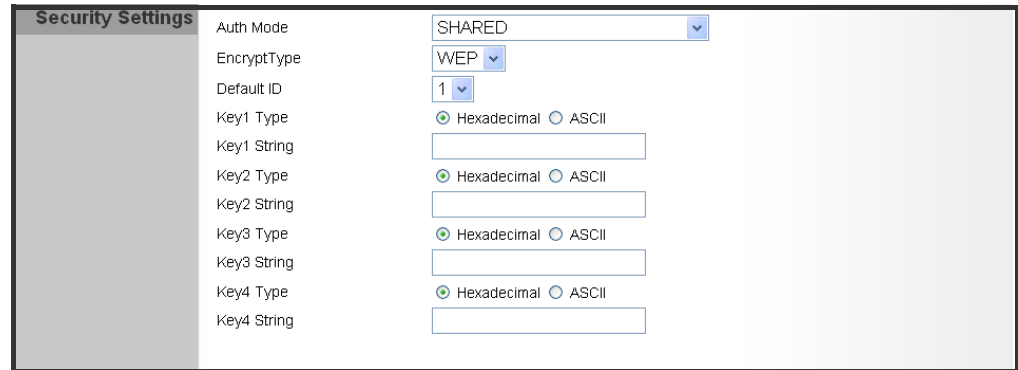 Security Settings
Auth Mode SHARED
EncryptType WEP
Default ID 1
Key1 Type Hexadecimal ASCII
Key1 String
Key2 Type Hexadecimal ASCII
Key2 String
Key3 Type Hexadecimal ASCII
Key3 String
Key4 Type Hexadecimal ASCII
Key4 String